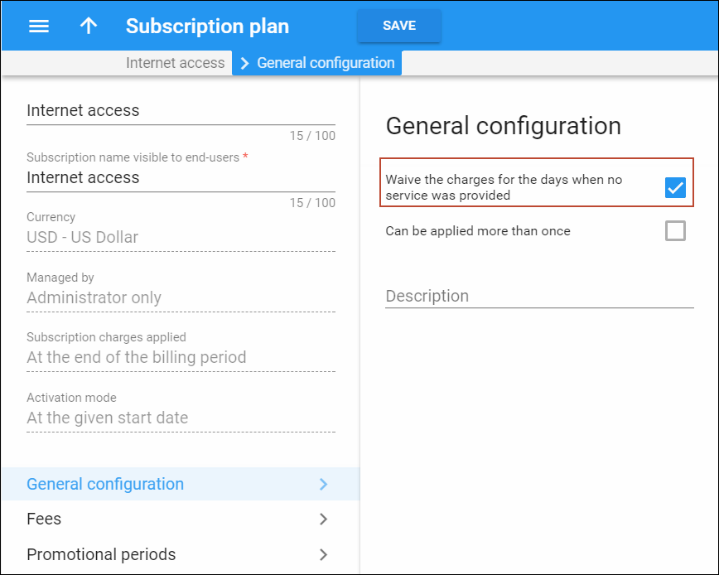 Subscription plan
SAVE
Internet access
General configuration
Internet access
15 / 100
Subscription name visible to end-users *
Internet access
15 / 100
Currency
USD - US Dollar
Managed by
Administrator only
Subscription charges applied
At the end of the billing period
Activation mode
At the given start date
General configuration
Fees
Promotional periods
General configuration
Waive the charges for the days when no
service was provided
Can be applied more than once
Description